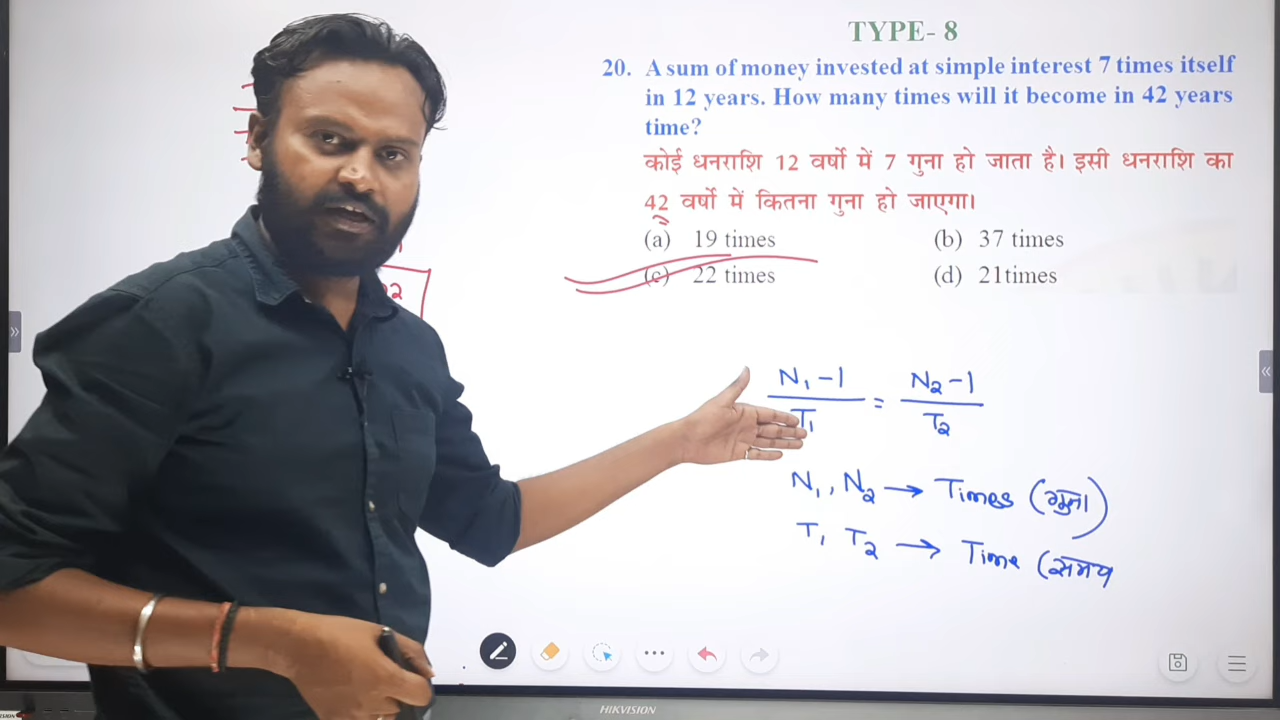 TYPE- 8
20. A sum of money invested at simple interest 7 times itself
in 12 years. How many times will it become in 42 years
time?
कोई धनराशि 12 वर्षो में 7 गुना हो जाता है। इसी धनराशि का
42 वर्षो में कितना गुना हो जाएगा।
(a) 19 times (b) 37 times
(c) 22 times (d) 21times
N₁ -1 / T₁ = N₂ -1 / T₂
N₁, N₂ → Times (गुना)
T₁ T₂ → Time (समय
HIKVISION